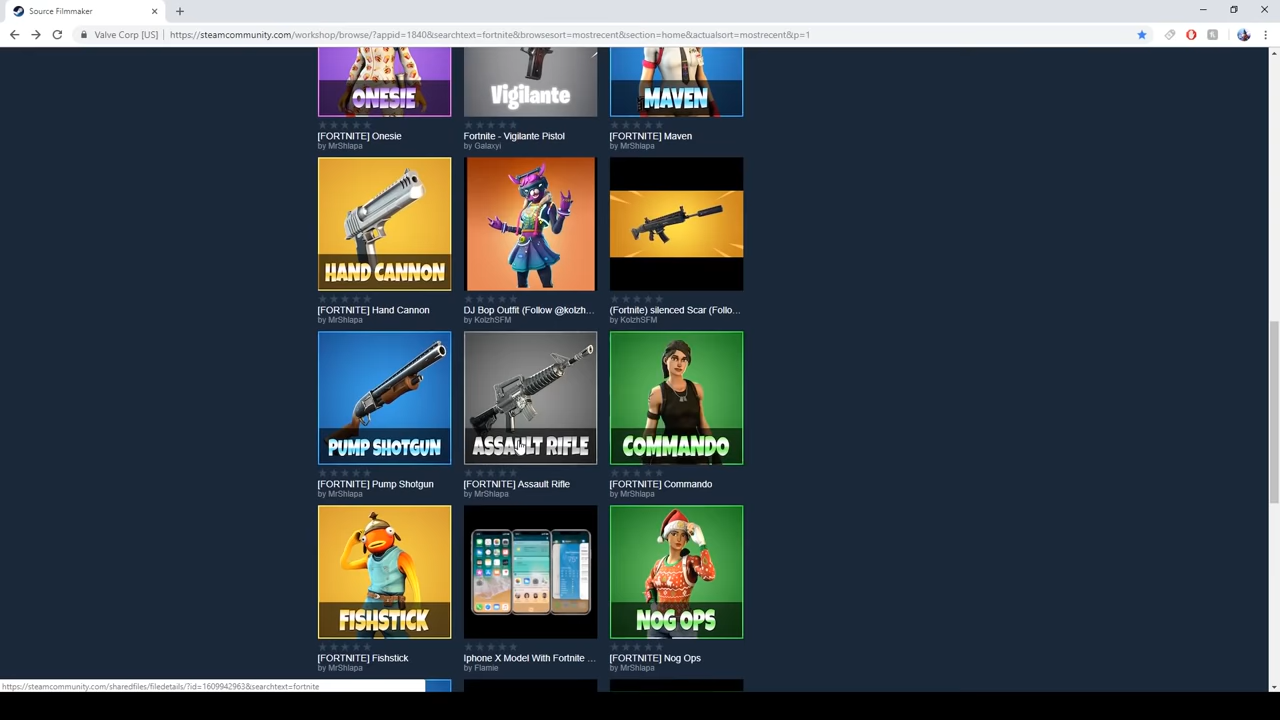 Source Filmmaker
Valve Corp [US]
https://steamcommunity.com/workshop/browse/?appid=1840&searchtext=fortnite&browsesort=mostrecent&section=home&actualsort=mostrecent&p=1
ONESIE
Vigilante
MAVEN
[FORTNITE] Onesie
by MrShlapa
Fortnite - Vigilante Pistol
by Galaxyi
[FORTNITE] Maven
by MrShlapa
HAND CANNON
[FORTNITE] Hand Cannon
by MrShlapa
DJ Bop Outfit (Follow @kolzh...
by KolzhSFM
(Fortnite) silenced Scar (Follo...
by KolzhSFM
PUMP SHOTGUN
ASSAULT RIFLE
COMMANDO
[FORTNITE] Pump Shotgun
by MrShlapa
[FORTNITE] Assault Rifle
by MrShlapa
[FORTNITE] Commando
by MrShlapa
FISHSTICK
NOG OPS
[FORTNITE] Fishstick
by MrShlapa
Iphone X Model With Fortnite ...
by Flamie
[FORTNITE] Nog Ops
by MrShlapa
https://steamcommunity.com/sharedfiles/filedetails/?id=1609942963&searchtext=fortnite